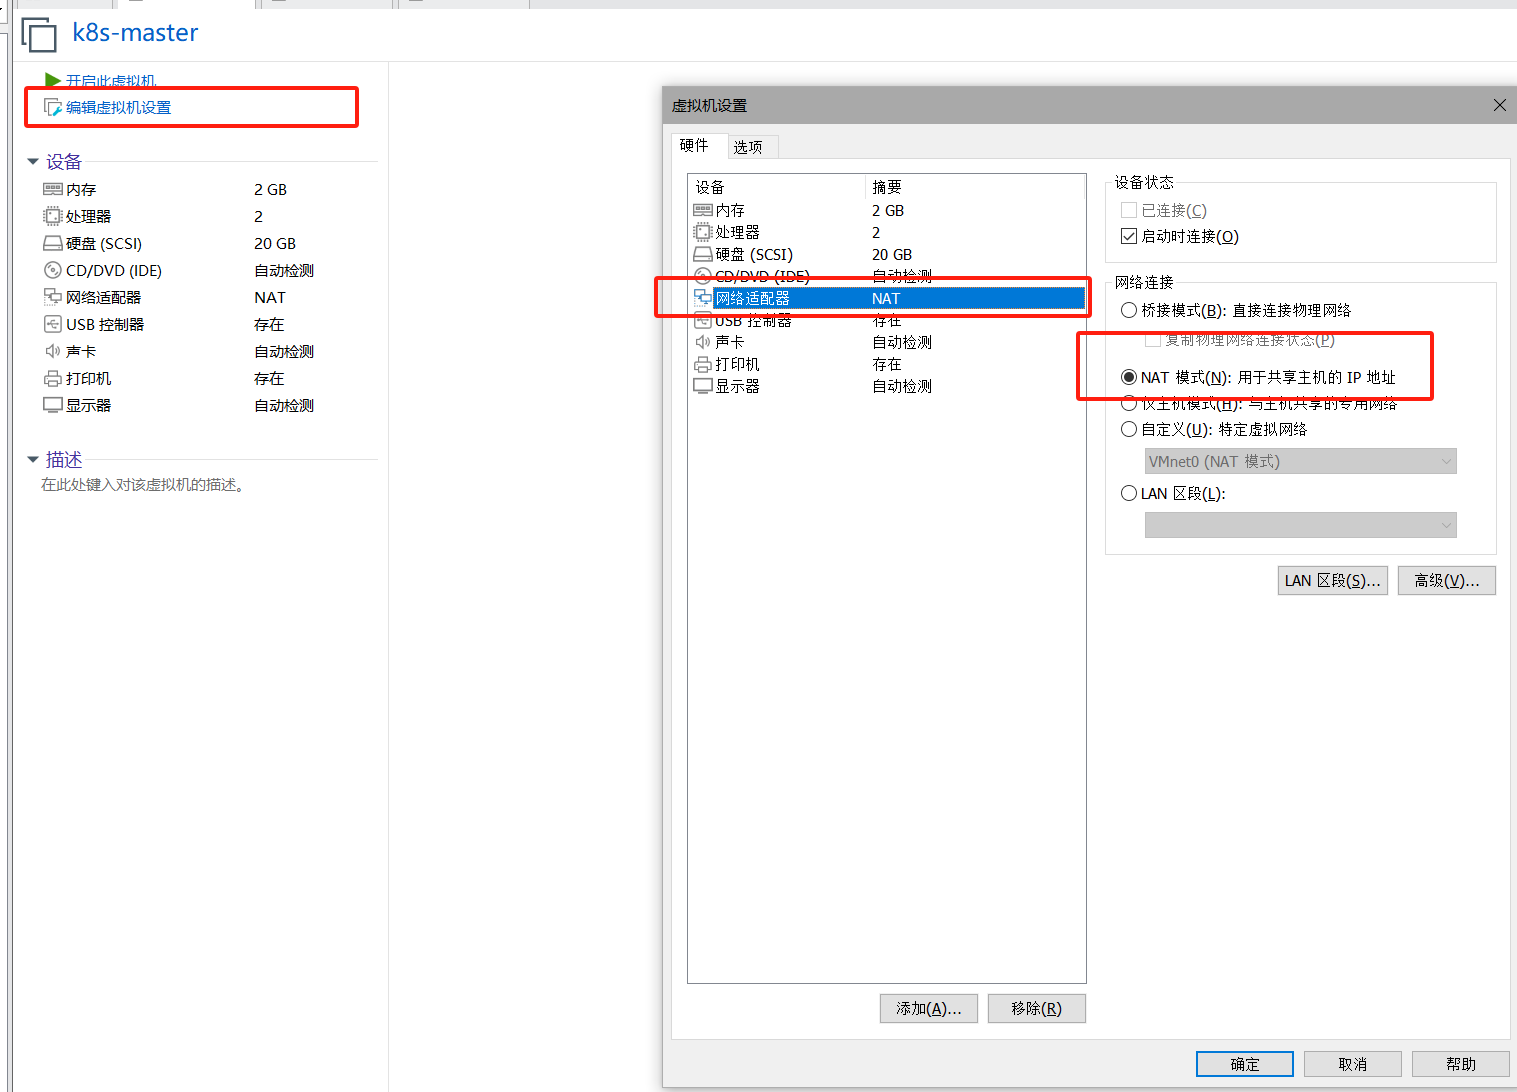 k8s-master
开启此虚拟机
编辑虚拟机设置
设备
内存 2 GB
处理器 2
硬盘 (SCSI) 20 GB
CD/DVD (IDE) 自动检测
网络适配器 NAT
USB 控制器 存在
声卡 自动检测
打印机 存在
显示器 自动检测
描述
在此处键入对该虚拟机的描述。
虚拟机设置
硬件 选项
设备 摘要
内存 2 GB
处理器 2
硬盘 (SCSI) 20 GB
CD/DVD (IDE) 自动检测
网络适配器 NAT
USB 控制器 存在
声卡 自动检测
打印机 存在
显示器 自动检测
添加(A)... 移除(R)
设备状态
已连接(C)
启动时连接(O)
网络连接
桥接模式(B): 直接连接物理网络
复制物理网络连接状态(P)
NAT 模式(N): 用于共享主机的 IP 地址
仅主机模式(H): 与主机共享的专用网络
自定义(U): 特定虚拟网络
VMnet0 (NAT 模式)
LAN 区段(L):
LAN 区段(S)... 高级(V)...
确定 取消 帮助